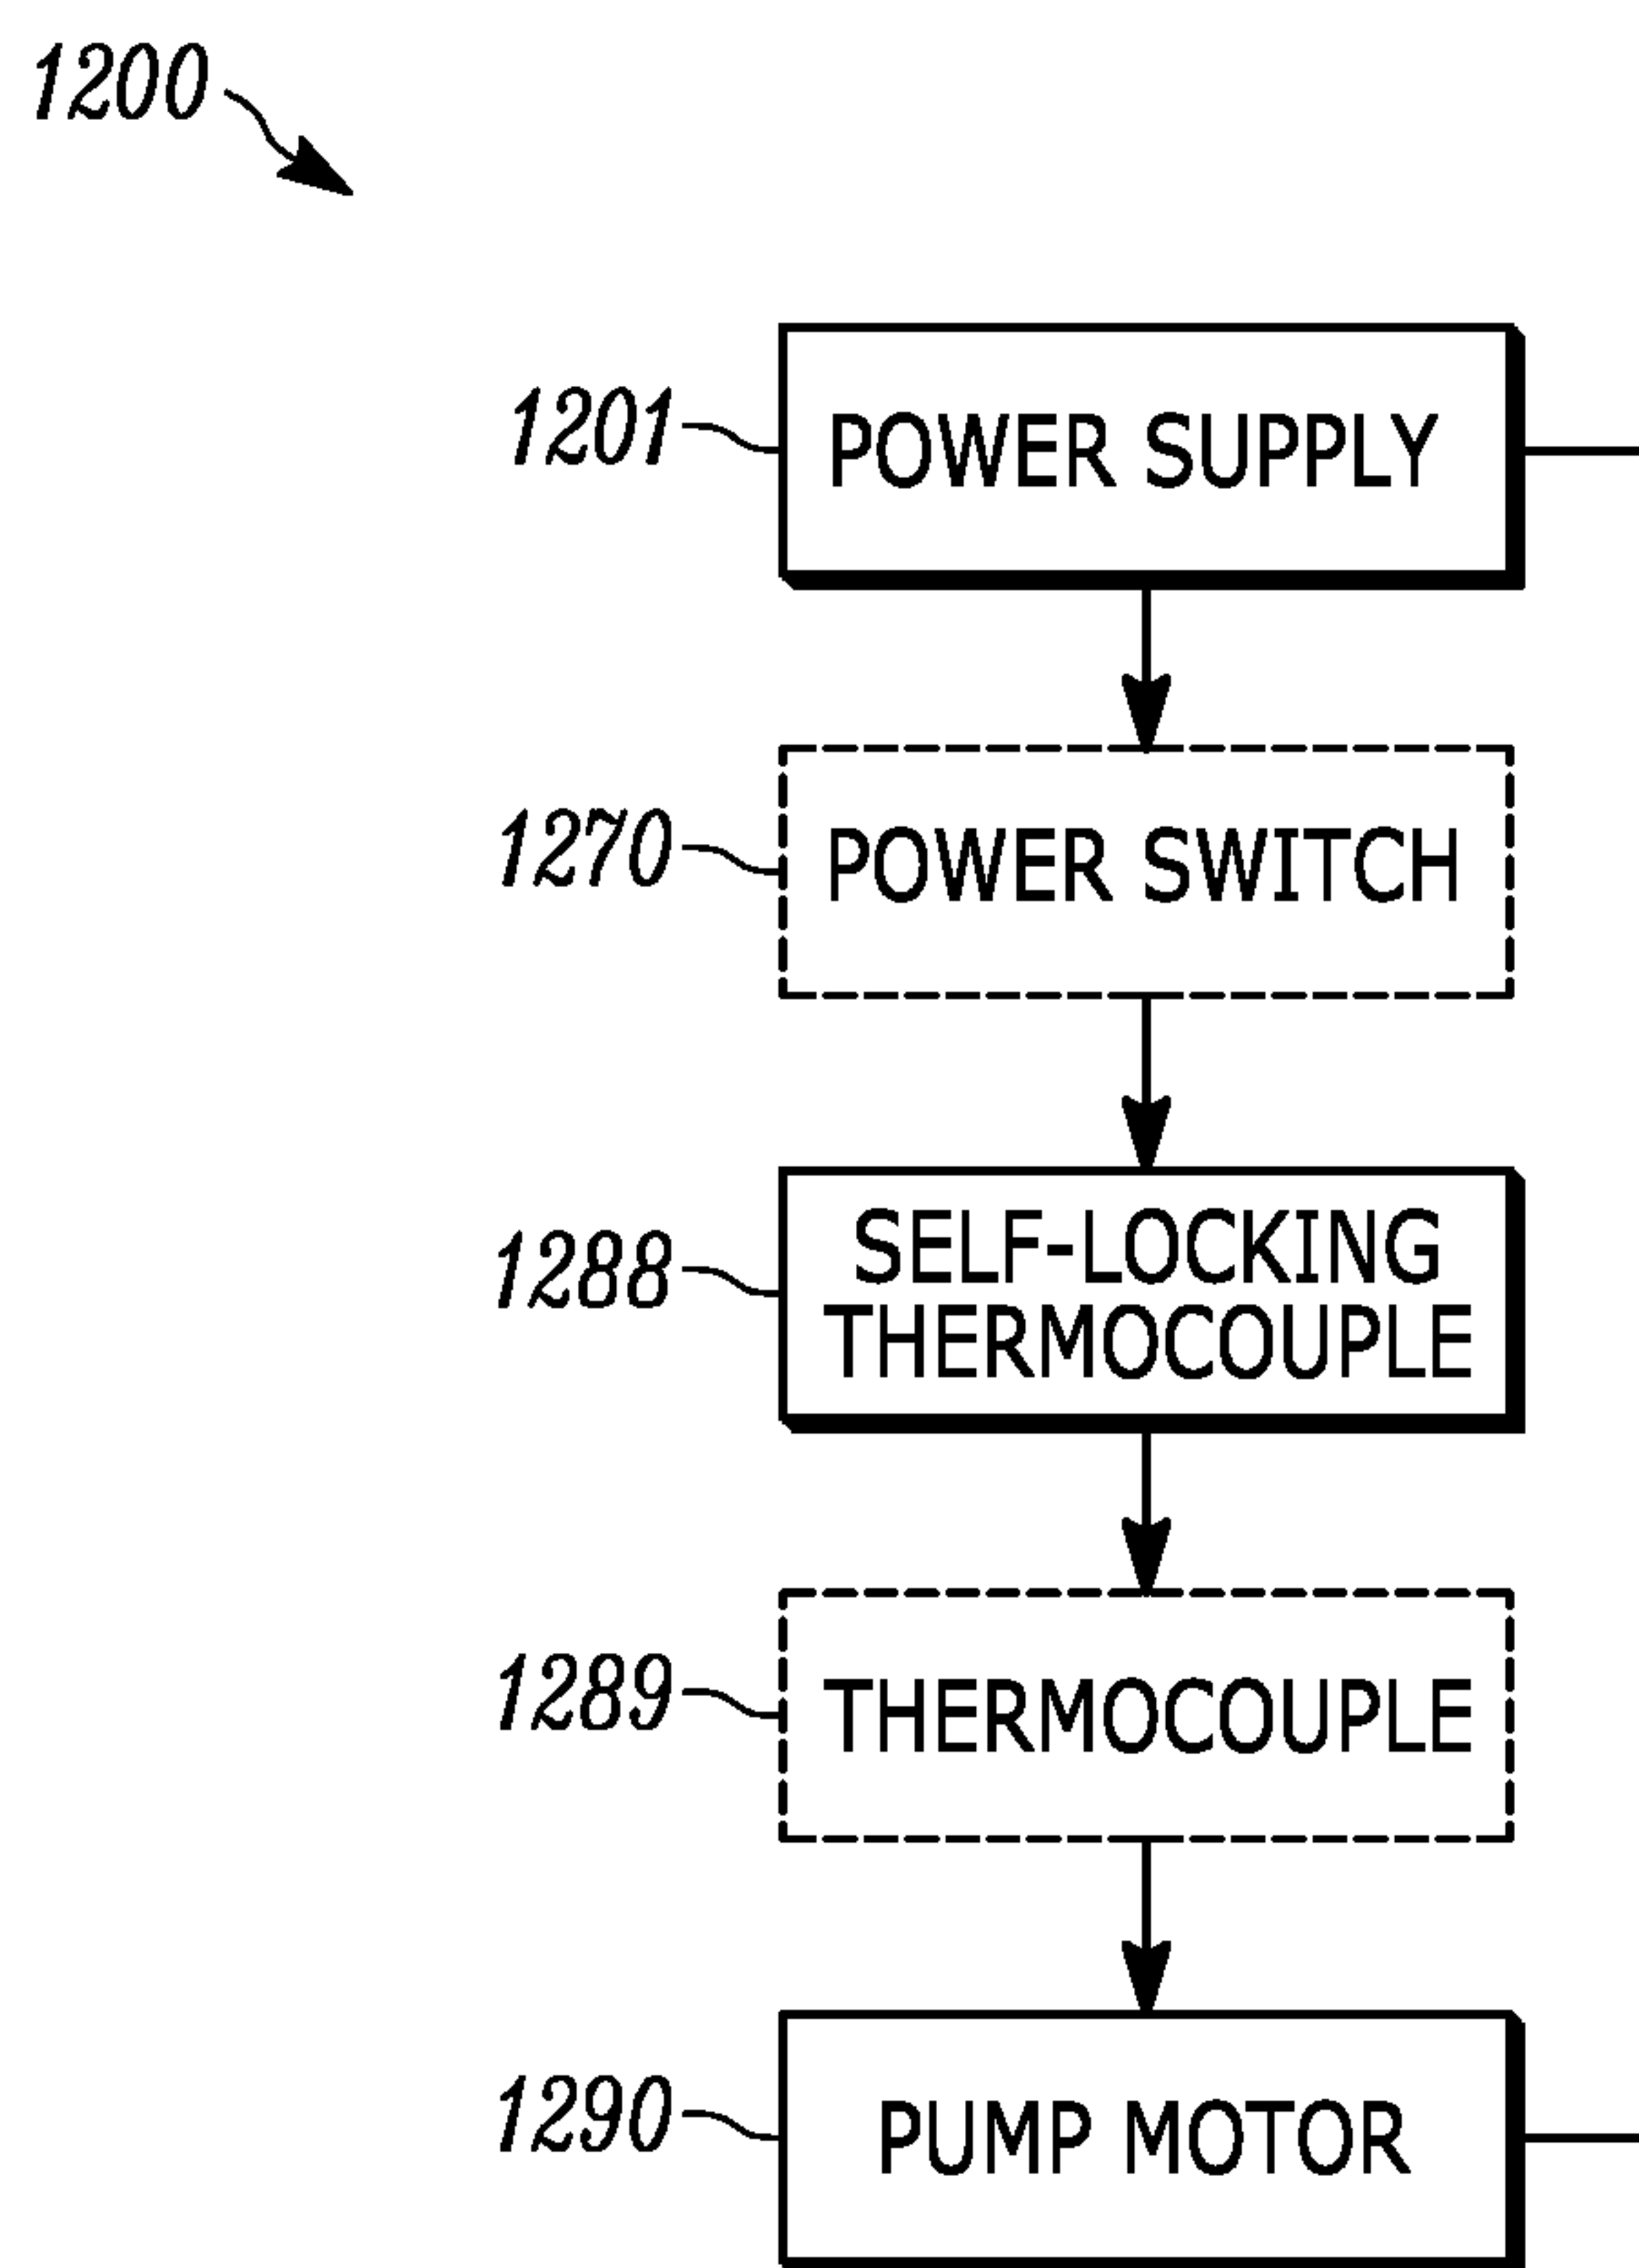 1200
1201 POWER SUPPLY
1270 POWER SWITCH
1288 SELF-LOCKING
THERMOCOUPLE
1289 THERMOCOUPLE
1290 PUMP MOTOR